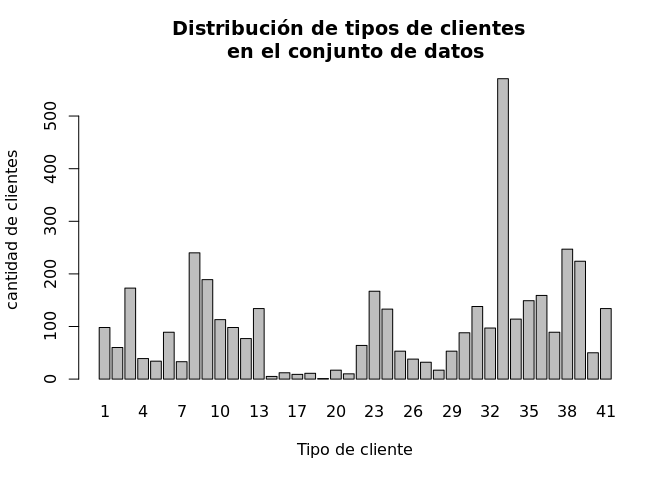 Distribución de tipos de clientes
en el conjunto de datos
cantidad de clientes
500
400
300
200
100
0
1 4 7 10 13 17 20 23 26 29 32 35 38 41
Tipo de cliente